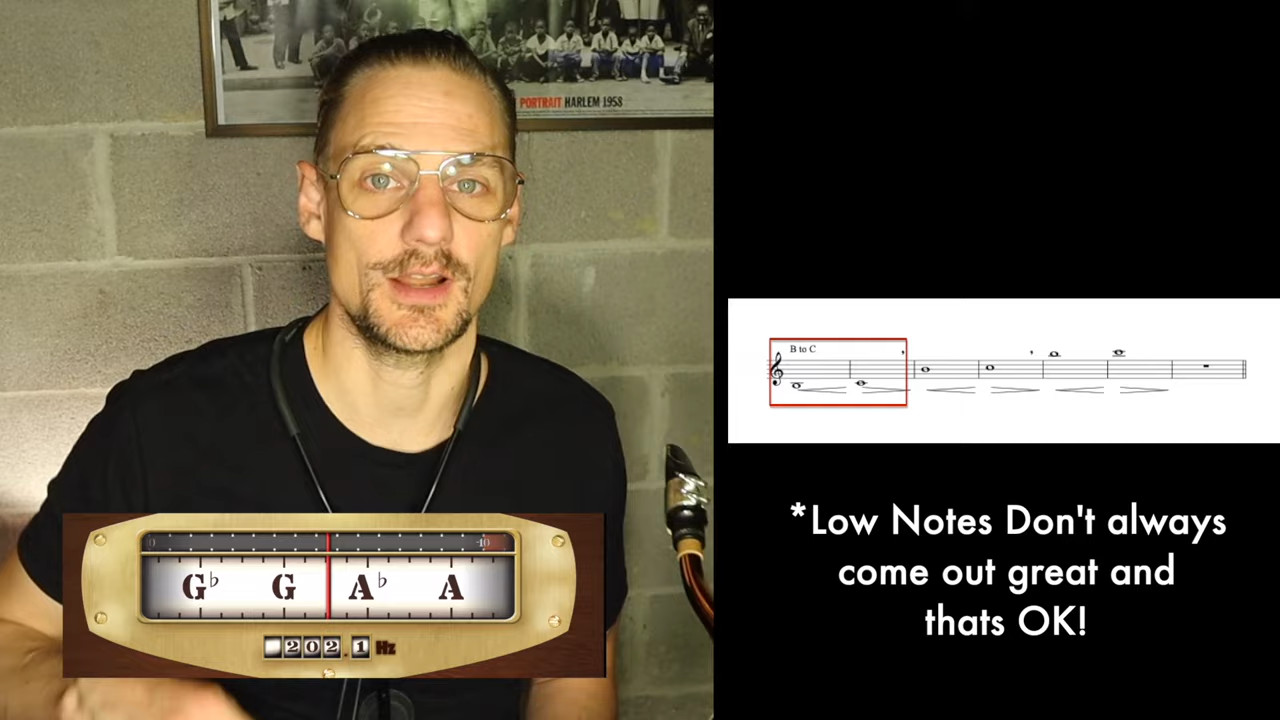 PORTRAIT HARLEM 1958
B to C
G♭ G A♭ A
202.1 Hz
*Low Notes Don't always
come out great and
thats OK!